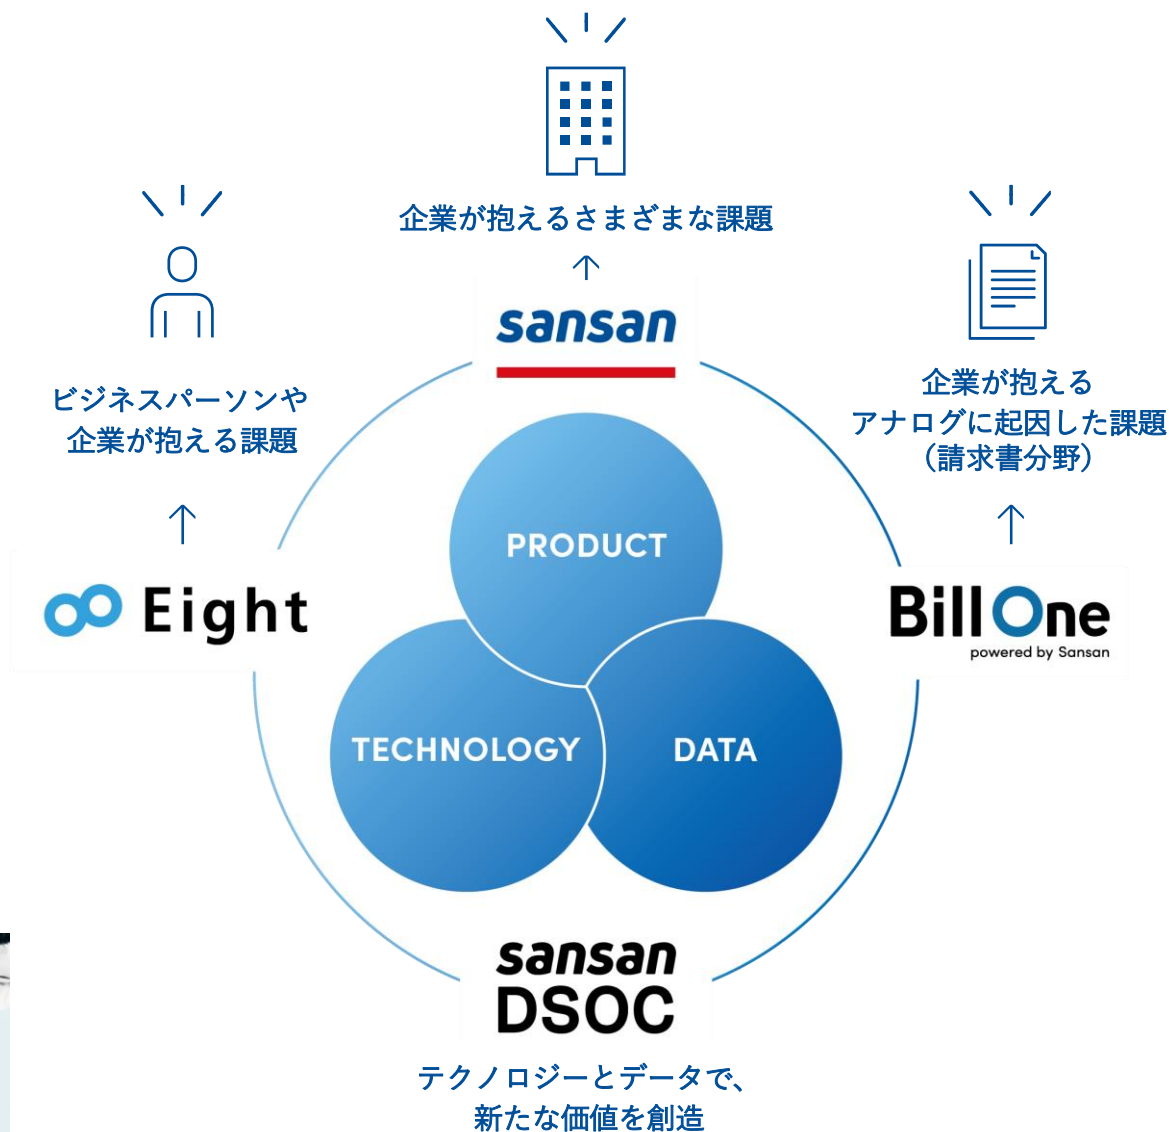 企業が抱えるさまざまな課題
sansan
ビジネスパーソンや
企業が抱える課題
企業が抱える
アナログに起因した課題
（請求書分野）
Eight
PRODUCT
Bill One
powered by Sansan
TECHNOLOGY
DATA
sansan
DSOC
テクノロジーとデータで、
新たな価値を創造